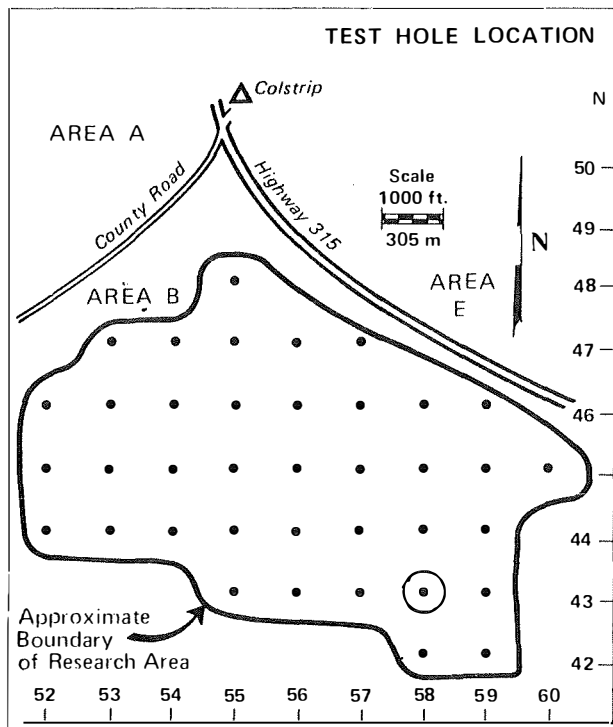 TEST HOLE LOCATION
Colstrip
N
AREA A
County Road
Highway 315
Scale
1000 ft.
305 m
N
AREA B
AREA
E
50
49
48
47
46
45
44
43
42
Approximate
Boundary
of Research Area
52 53 54 55 56 57 58 59 60